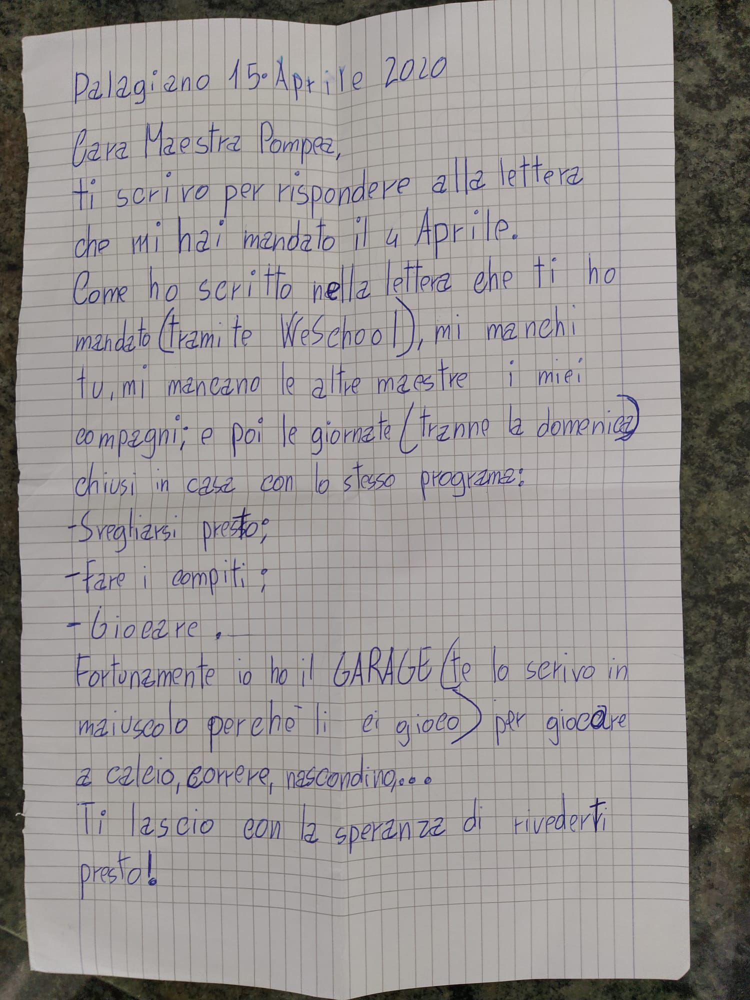 Palagiano 15·Aprile 2020
Cara Maestra Pompea,
ti scrivo per rispondere alla lettera
che mi hai mandato il 4 Aprile.
Come ho scritto nella lettera che ti ho
mandato (tramite WeSchool), mi manchi
tu, mi mancano le altre maestre i miei
compagni; e poi le giornate (tranne la domenica)
chiusi in casa con lo stesso programa:
-Svegliarsi presto;
-Fare i compiti;
-Giocare.
Fortunamente io ho il GARAGE (te lo scrivo in
maiuscolo perchè li ci gioco) per giocare
a calcio, correre, nascondino...
Ti lascio con la speranza di rivederti
presto!